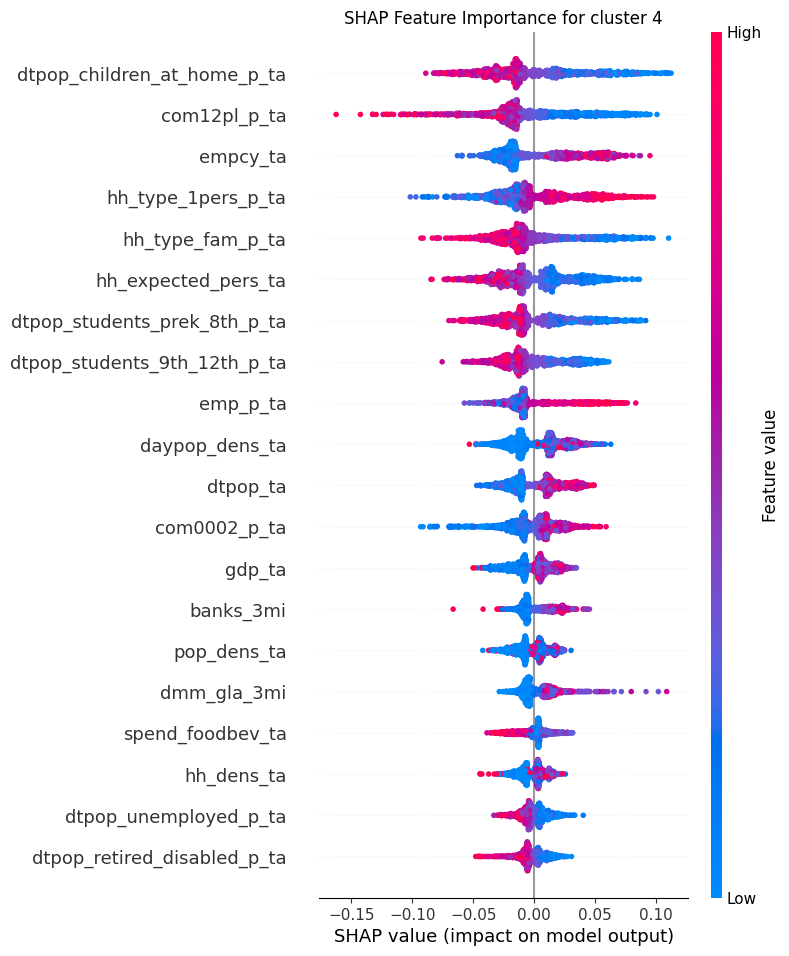 SHAP Feature Importance for cluster 4
High
dtpop_children_at_home_p_ta
com12pl_p_ta
empcy_ta
hh_type_1pers_p_ta
hh_type_fam_p_ta
hh_expected_pers_ta
dtpop_students_prek_8th_p_ta
dtpop_students_9th_12th_p_ta
emp_p_ta
daypop_dens_ta
dtpop_ta
com0002_p_ta
gdp_ta
banks_3mi
pop_dens_ta
dmm_gla_3mi
spend_foodbev_ta
hh_dens_ta
dtpop_unemployed_p_ta
dtpop_retired_disabled_p_ta
Feature value
Low
−0.15 −0.10 −0.05 0.00 0.05 0.10
SHAP value (impact on model output)